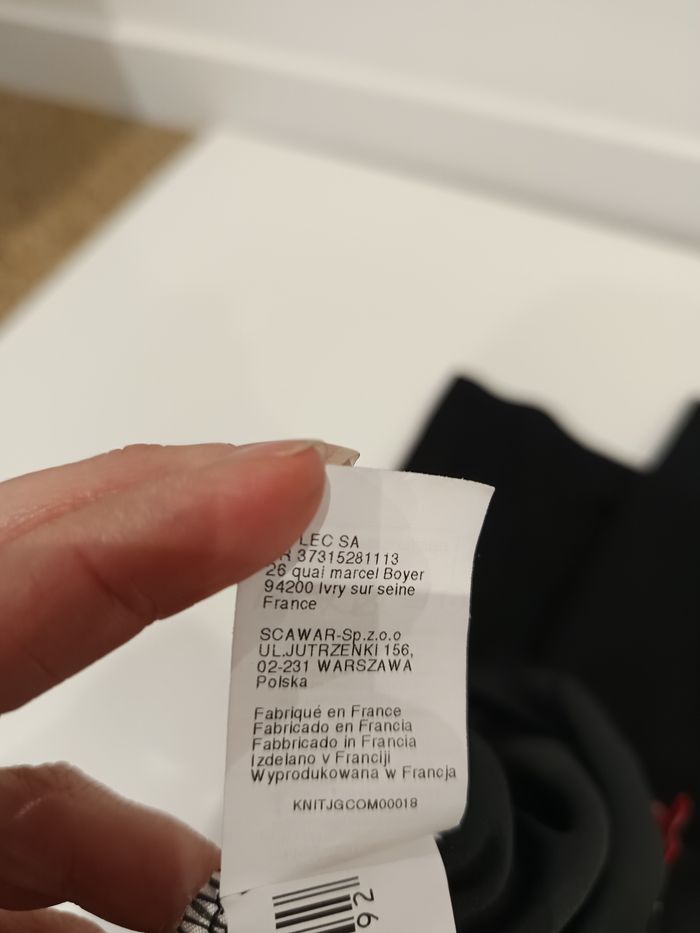 LEC SA
37315281113
26 quai marcel Boyer
94200 Ivry sur seine
France
SCAWAR-Sp.z.o.o
UL.JUTRZENKI 156,
02-231 WARSZAWA
Polska
Fabriqué en France
Fabricado en Francia
Fabbricado in Francia
Izdelano v Franciji
Wyprodukowana w Francja
KNITJGCOM00018
92